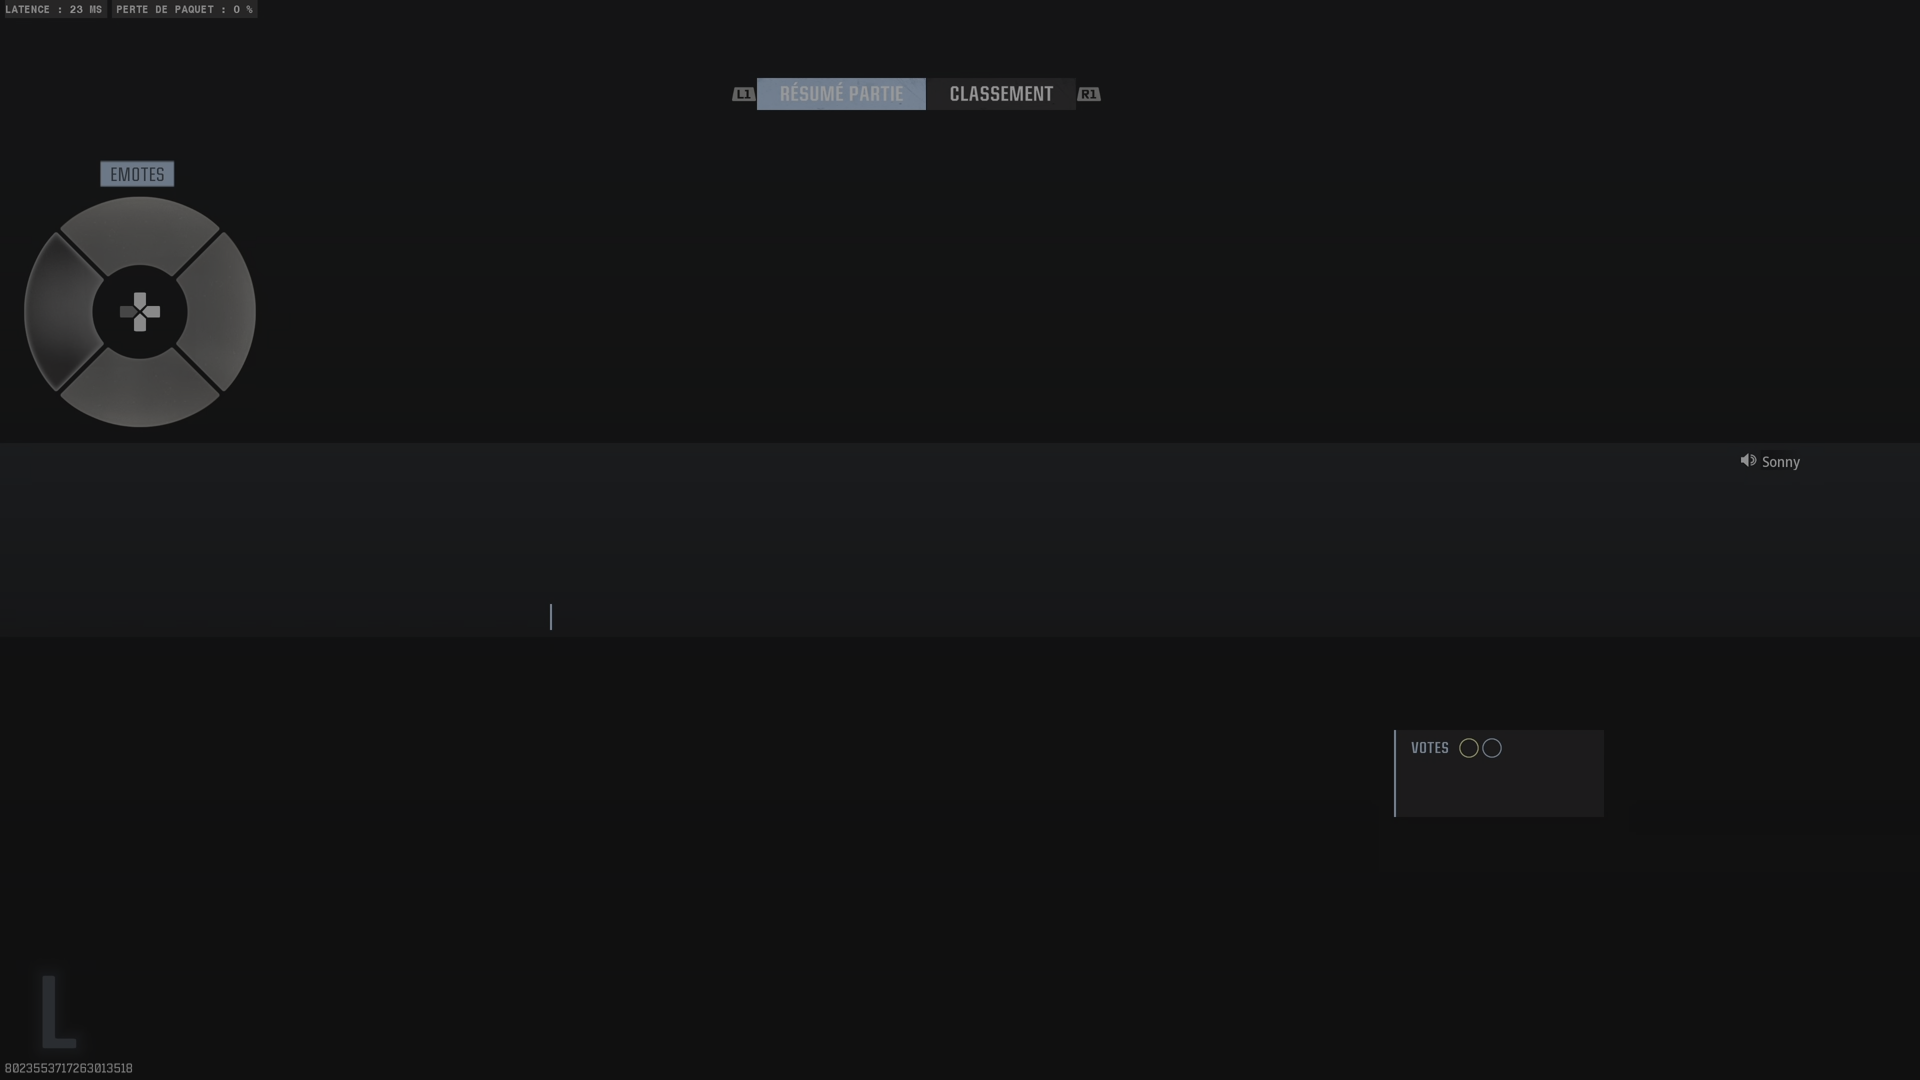 LATENCE : 23 MS PERTE DE PAQUET : 0 %
L1 RÉSUMÉ PARTIE CLASSEMENT R1
EMOTES
Sonny
VOTES
L
8023553717263013518